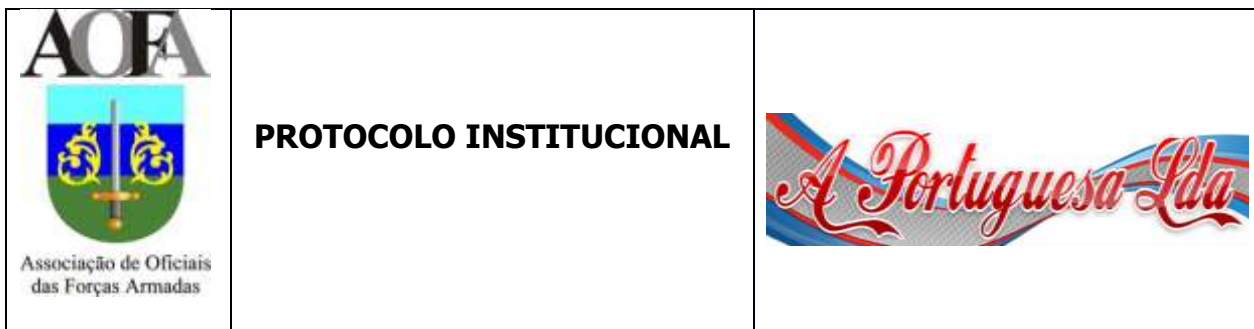 AOFA
Associação de Oficiais
das Forças Armadas
PROTOCOLO INSTITUCIONAL
A Portuguesa Lda